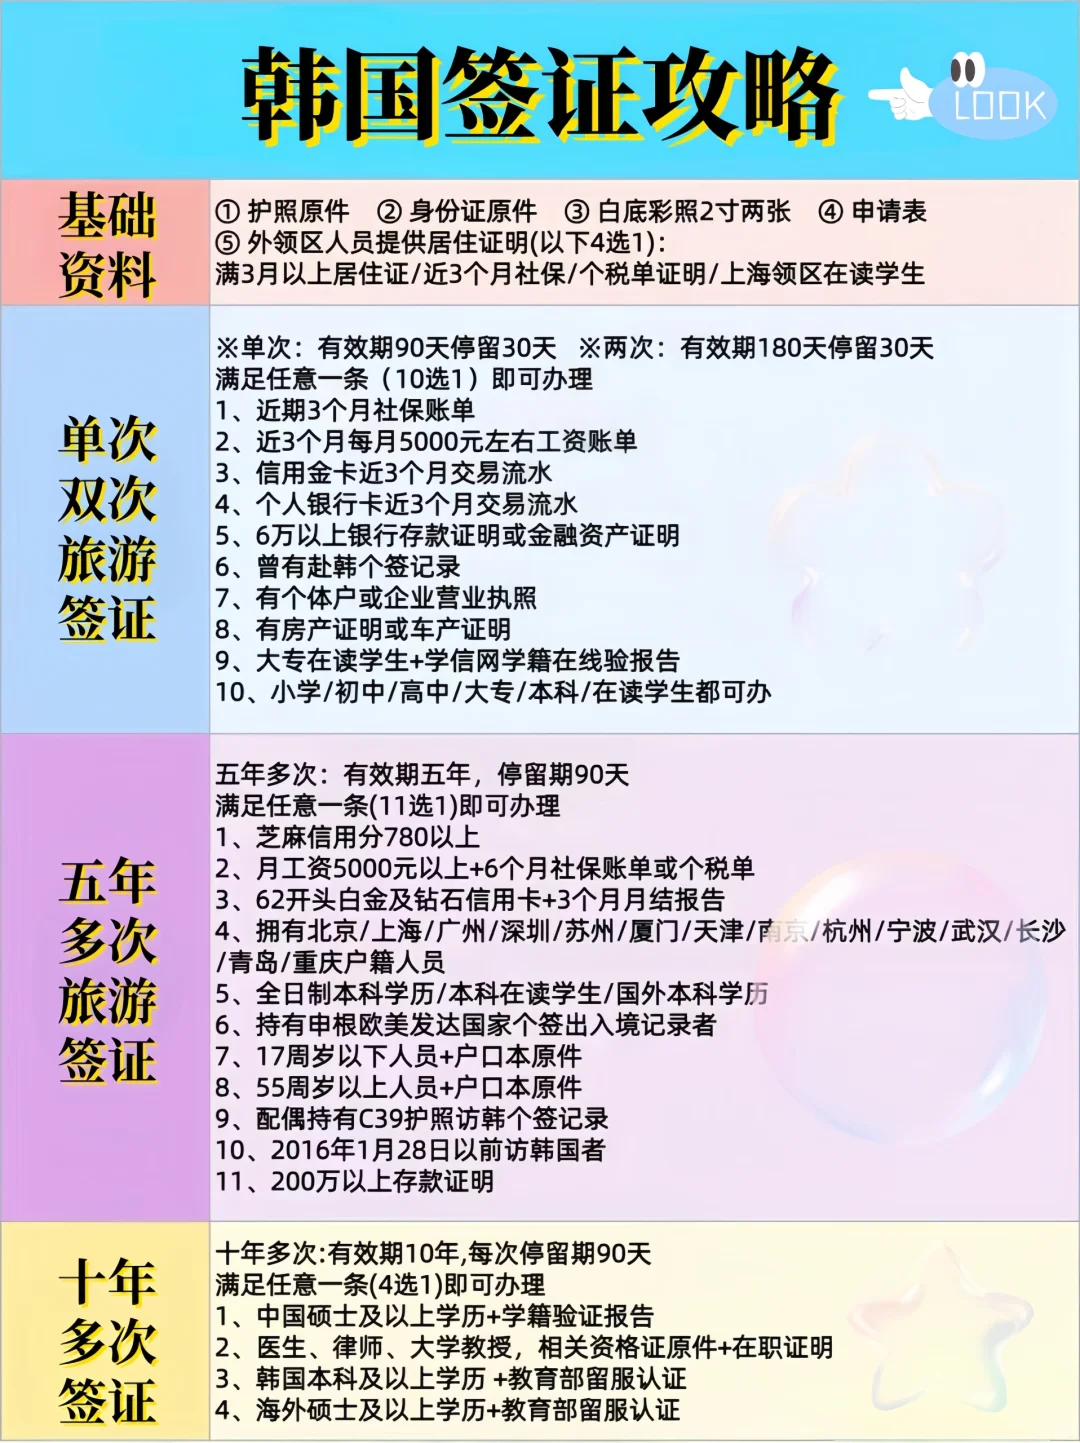 韩国签证攻略
LOOK
基础
资料
① 护照原件 ② 身份证原件 ③ 白底彩照2寸两张 ④ 申请表
⑤ 外领区人员提供居住证明(以下4选1)：
满3月以上居住证/近3个月社保/个税单证明/上海领区在读学生
单次
双次
旅游
签证
※单次：有效期90天停留30天 ※两次：有效期180天停留30天
满足任意一条（10选1）即可办理
1、近期3个月社保账单
2、近3个月每月5000元左右工资账单
3、信用金卡近3个月交易流水
4、个人银行卡近3个月交易流水
5、6万以上银行存款证明或金融资产证明
6、曾有赴韩个签记录
7、有个体户或企业营业执照
8、有房产证明或车产证明
9、大专在读学生+学信网学籍在线验报告
10、小学/初中/高中/大专/本科/在读学生都可办
五年
多次
旅游
签证
五年多次：有效期五年，停留期90天
满足任意一条(11选1)即可办理
1、芝麻信用分780以上
2、月工资5000元以上+6个月社保账单或个税单
3、62开头白金及钻石信用卡+3个月月结报告
4、拥有北京/上海/广州/深圳/苏州/厦门/天津/南京/杭州/宁波/武汉/长沙
/青岛/重庆户籍人员
5、全日制本科学历/本科在读学生/国外本科学历
6、持有申根欧美发达国家个签出入境记录者
7、17周岁以下人员+户口本原件
8、55周岁以上人员+户口本原件
9、配偶持有C39护照访韩个签记录
10、2016年1月28日以前访韩国者
11、200万以上存款证明
十年
多次
签证
十年多次:有效期10年,每次停留期90天
满足任意一条(4选1)即可办理
1、中国硕士及以上学历+学籍验证报告
2、医生、律师、大学教授，相关资格证原件+在职证明
3、韩国本科及以上学历 +教育部留服认证
4、海外硕士及以上学历+教育部留服认证